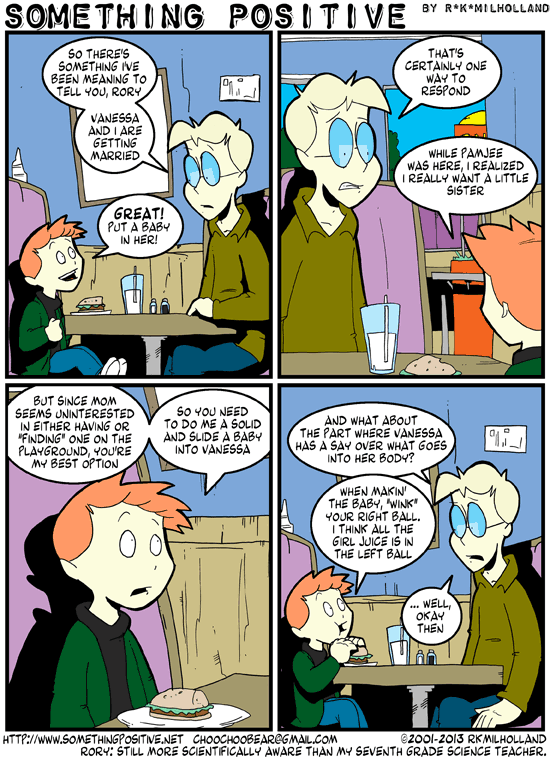 SOMETHING POSITIVE BY R*K*MILHOLLAND
SO THERE'S
SOMETHING I'VE
BEEN MEANING TO
TELL YOU, RORY
VANESSA
AND I ARE
GETTING
MARRIED
GREAT!
PUT A BABY
IN HER!
THAT'S
CERTAINLY ONE
WAY TO
RESPOND
WHILE PAMJEE
WAS HERE, I REALIZED
I REALLY WANT A LITTLE
SISTER
BUT SINCE MOM
SEEMS UNINTERESTED
IN EITHER HAVING OR
"FINDING" ONE ON THE
PLAYGROUND, YOU'RE
MY BEST OPTION
SO YOU NEED
TO DO ME A SOLID
AND SLIDE A BABY
INTO VANESSA
AND WHAT ABOUT
THE PART WHERE VANESSA
HAS A SAY OVER WHAT GOES
INTO HER BODY?
WHEN MAKIN'
THE BABY, "WINK"
YOUR RIGHT BALL.
I THINK ALL THE
GIRL JUICE IS IN
THE LEFT BALL
... WELL,
OKAY
THEN
HTTP://WWW.SOMETHINGPOSITIVE.NET CHOOCHOOBEAR@GMAIL.COM ©2001-2013 RKMILHOLLAND
RORY: STILL MORE SCIENTIFICALLY AWARE THAN MY SEVENTH GRADE SCIENCE TEACHER.